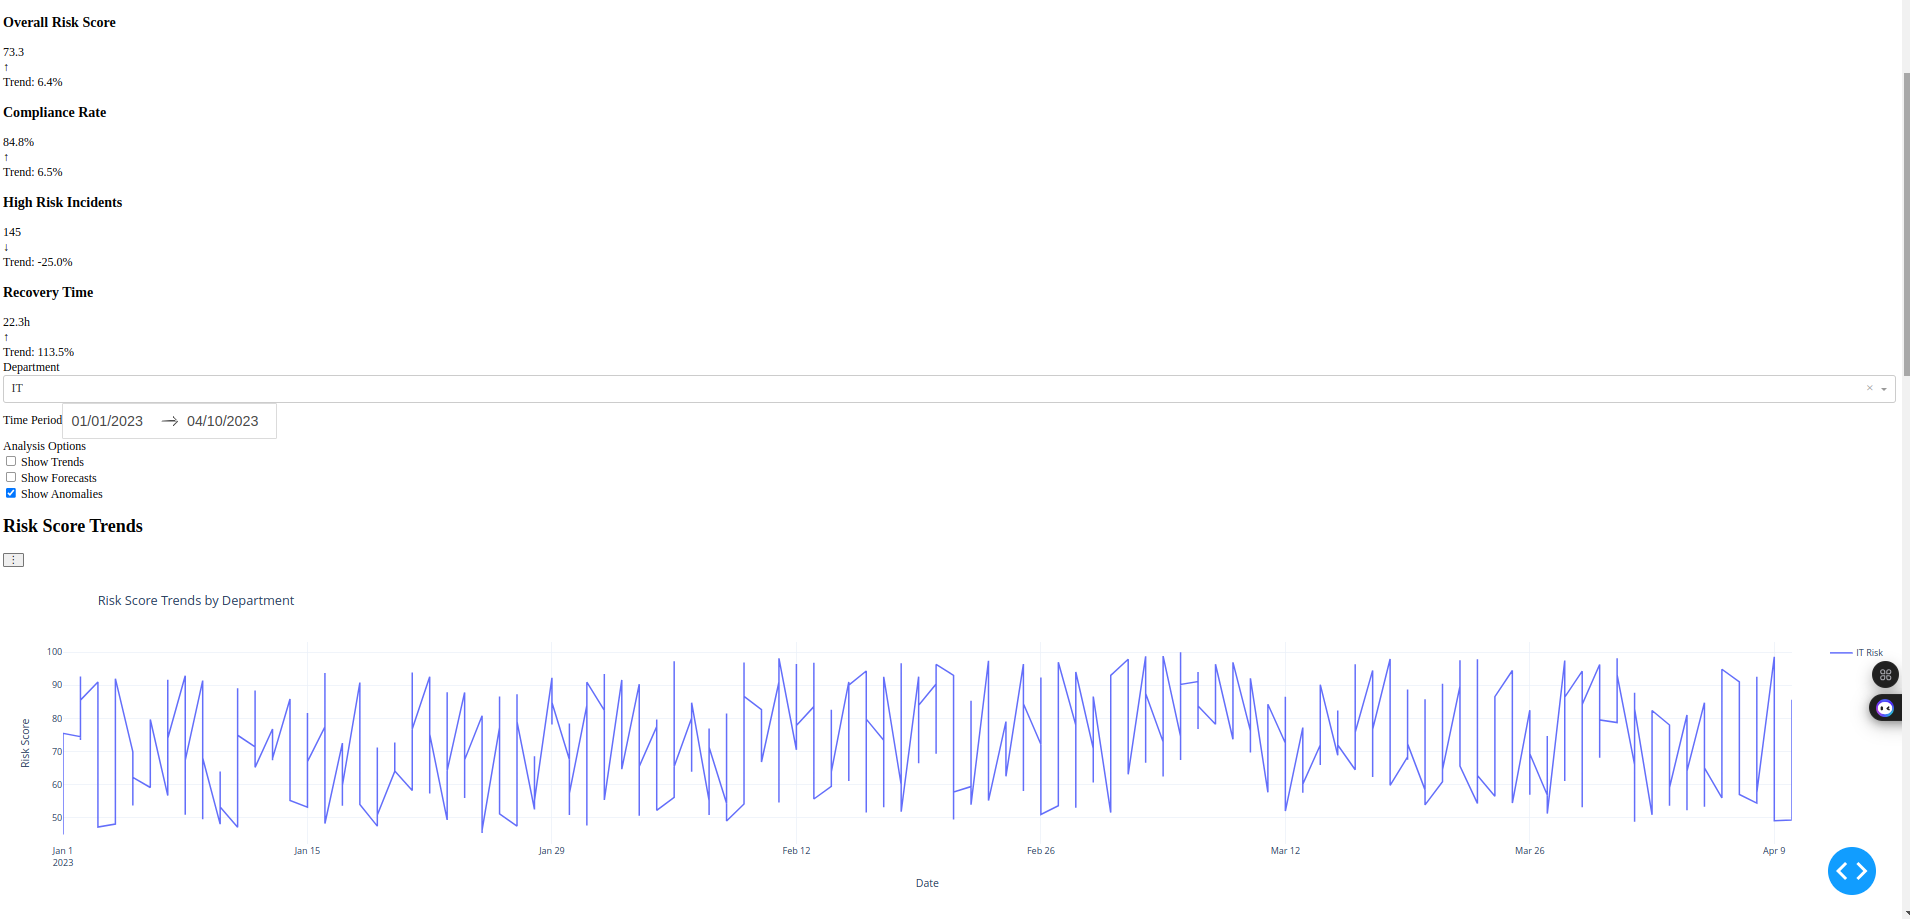 Overall Risk Score
73.3
↑
Trend: 6.4%
Compliance Rate
84.8%
↑
Trend: 6.5%
High Risk Incidents
145
↓
Trend: -25.0%
Recovery Time
22.3h
↑
Trend: 113.5%
Department
IT × 
Time Period 01/01/2023 → 04/10/2023
Analysis Options
Show Trends
Show Forecasts
Show Anomalies
Risk Score Trends
⋮
Risk Score Trends by Department
100
90
80
70
60
50
Risk Score
IT Risk
Jan 1 Jan 15 Jan 29 Feb 12 Feb 26 Mar 12 Mar 26 Apr 9
2023
Date